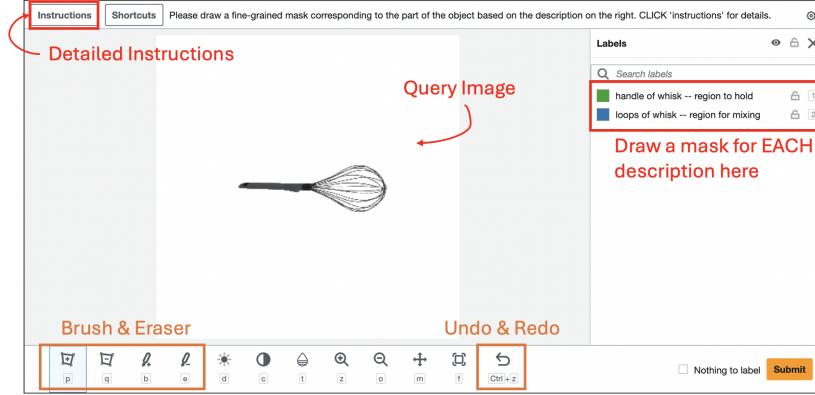 Instructions Shortcuts Please draw a fine-grained mask corresponding to the part of the object based on the description on the right. CLICK 'instructions' for details.
Labels
Detailed Instructions
Search labels
Query Image
handle of whisk -- region to hold 1
loops of whisk -- region for mixing 2
Draw a mask for EACH
description here
Brush & Eraser
Undo & Redo
p q b e d c t z o m f Ctrl + z
Nothing to label Submit